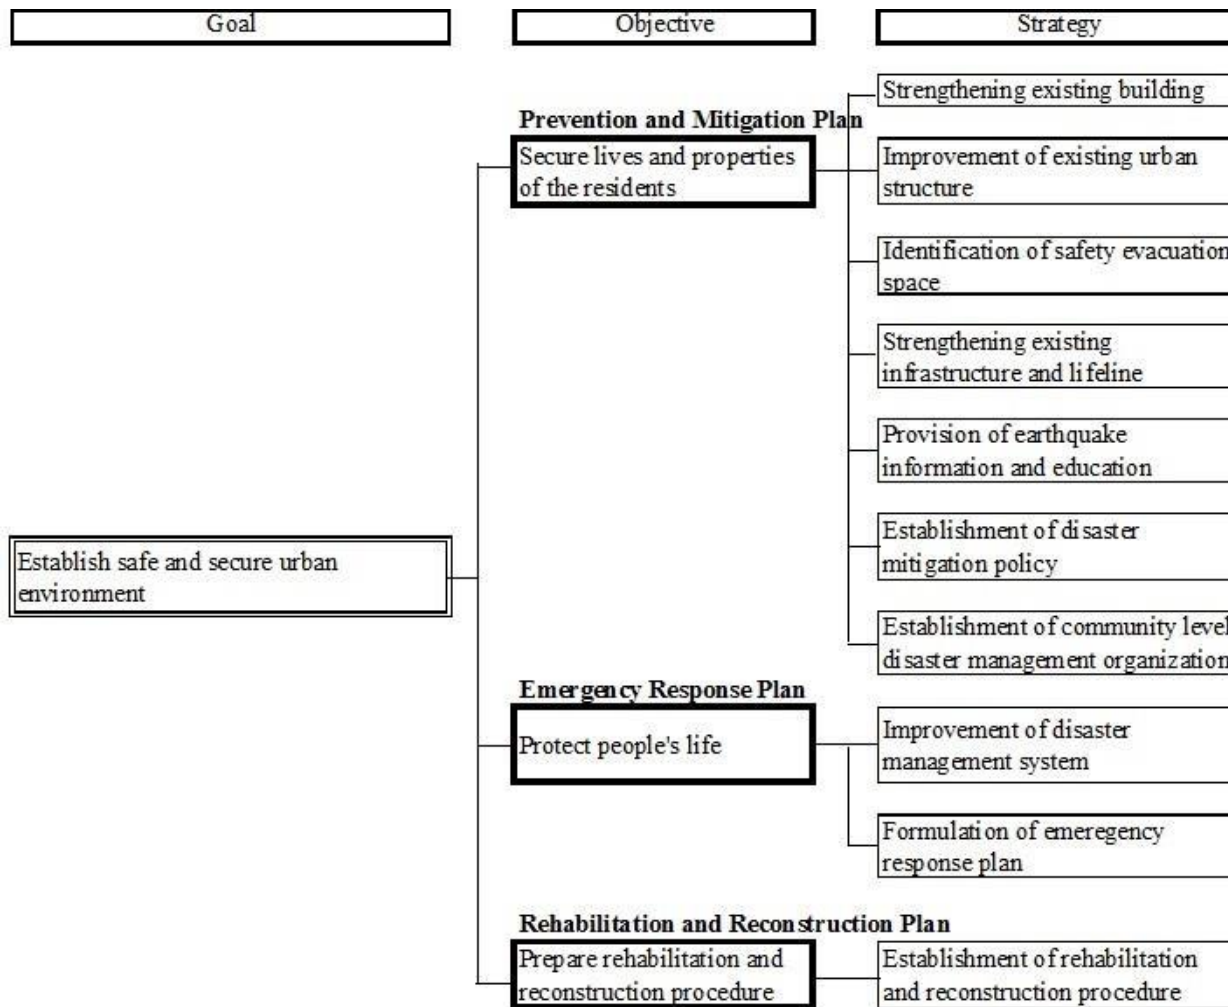 Goal
Objective
Strategy
Establish safe and secure urban
environment
Prevention and Mitigation Plan
Secure lives and properties
of the residents
Strengthening existing building
Improvement of existing urban
structure
Identification of safety evacuation
space
Strengthening existing
infrastructure and lifeline
Provision of earthquake
information and education
Establishment of disaster
mitigation policy
Establishment of community level
disaster management organization
Emergency Response Plan
Protect people's life
Improvement of disaster
management system
Formulation of emeregency
response plan
Rehabilitation and Reconstruction Plan
Prepare rehabilitation and
reconstruction procedure
Establishment of rehabilitation
and reconstruction procedure